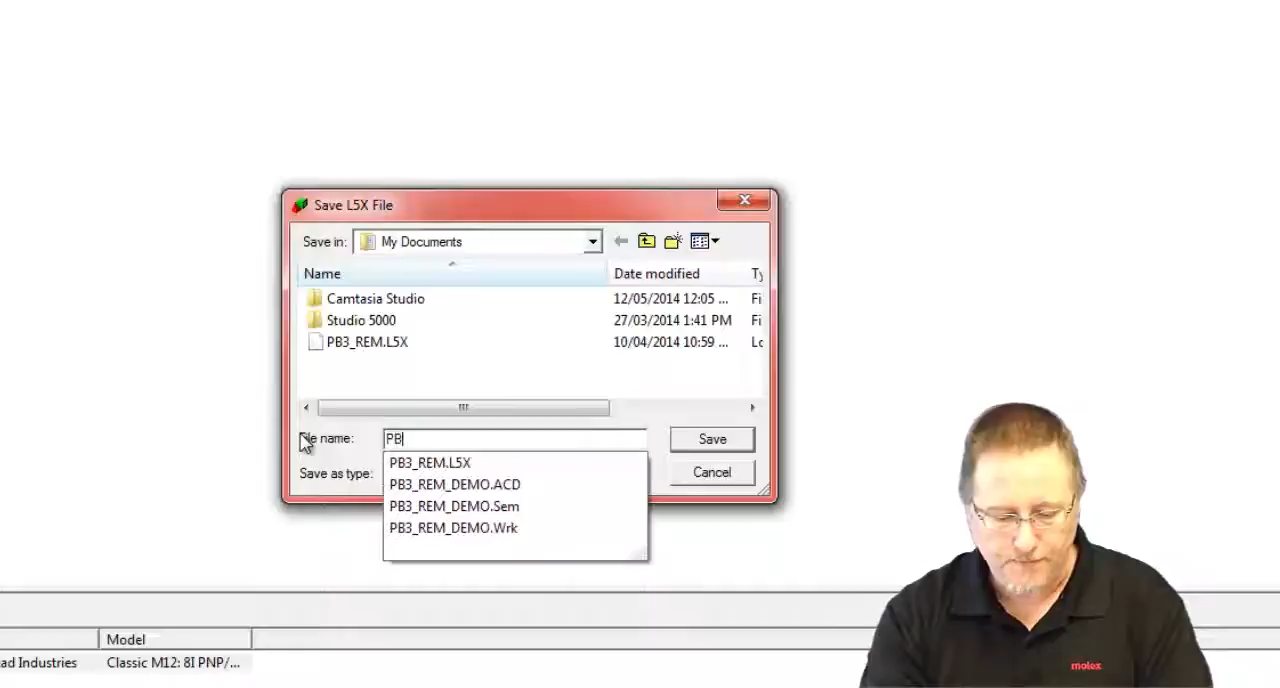 Save L5X File
Save in: My Documents
Name Date modified Ty
Camtasia Studio 12/05/2014 12:05 ... Fi
Studio 5000 27/03/2014 1:41 PM Fi
PB3_REM.L5X 10/04/2014 10:59 ... Lc
File name: PB Save
PB3_REM.L5X
Save as type: Cancel
PB3_REM_DEMO.ACD
PB3_REM_DEMO.Sem
PB3_REM_DEMO.Wrk
Model
ad Industries Classic M12: 8I PNP/...
molex